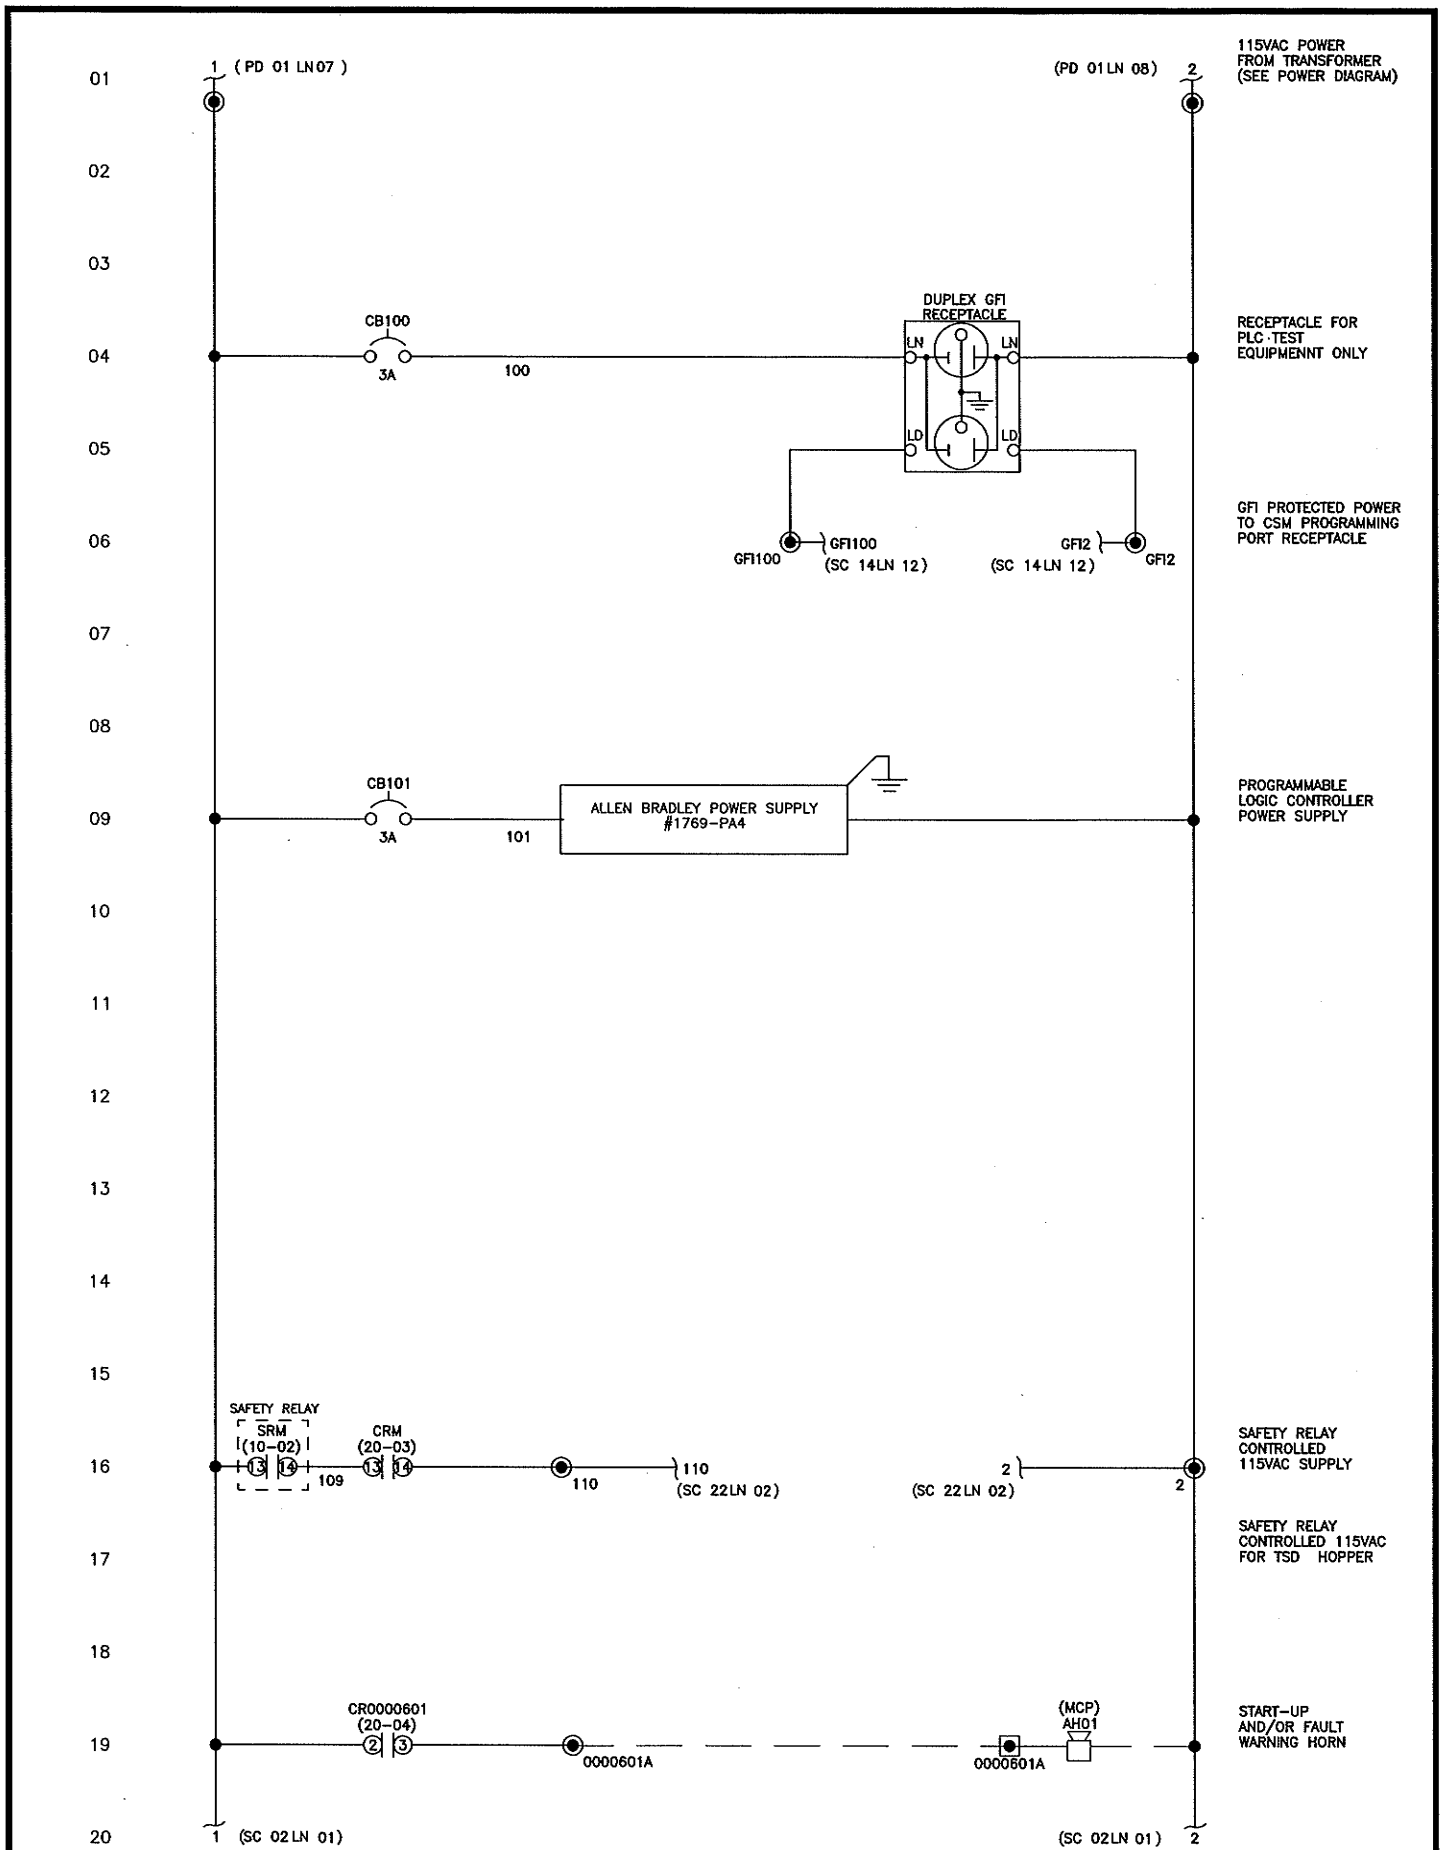 115VAC POWER
FROM TRANSFORMER
(SEE POWER DIAGRAM)
01
1 (PD 01 LN07 )
(PD 01LN 08) 2
02
03
04
CB100
3A
100
DUPLEX GFI
RECEPTACLE
LN
LN
RECEPTACLE FOR
PLC TEST
EQUIPMENNT ONLY
05
LD
LD
06
GFI100
GFI100
(SC 14LN 12)
GFI2
(SC 14LN 12)
GFI2
GFI PROTECTED POWER
TO CSM PROGRAMMING
PORT RECEPTACLE
07
08
09
CB101
3A
101
ALLEN BRADLEY POWER SUPPLY
#1769-PA4
PROGRAMMABLE
LOGIC CONTROLLER
POWER SUPPLY
10
11
12
13
14
15
SAFETY RELAY
SRM
(10-02)
CRM
(20-03)
16
13
14
109
13
14
110
110
(SC 22LN 02)
2
(SC 22LN 02)
2
SAFETY RELAY
CONTROLLED
115VAC SUPPLY
17
SAFETY RELAY
CONTROLLED 115VAC
FOR TSD HOPPER
18
19
CR0000601
(20-04)
2
3
0000601A
0000601A
(MCP)
AH01
START-UP
AND/OR FAULT
WARNING HORN
20
1 (SC 02LN 01)
(SC 02LN 01) 2